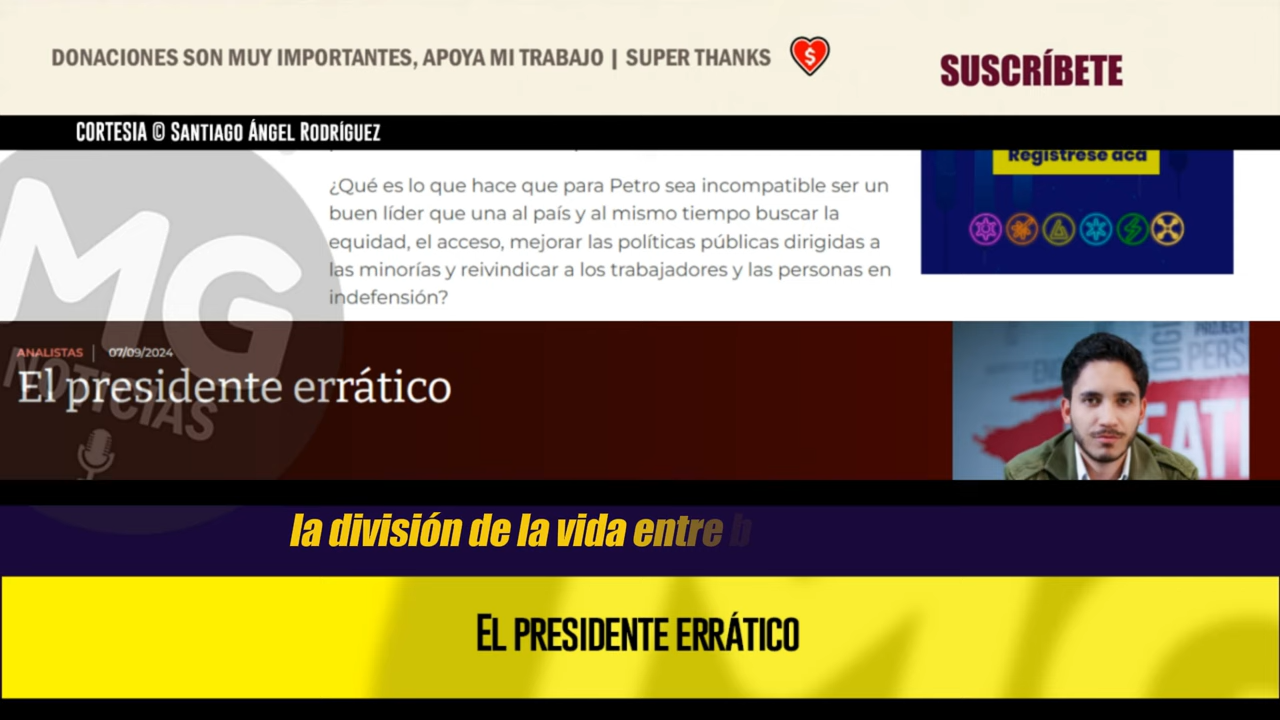 DONACIONES SON MUY IMPORTANTES, APOYA MI TRABAJO | SUPER THANKS
$
SUSCRÍBETE
CORTESIA © SANTIAGO ÁNGEL RODRÍGUEZ
Regístrese acá
¿Qué es lo que hace que para Petro sea incompatible ser un
buen líder que una al país y al mismo tiempo buscar la
equidad, el acceso, mejorar las políticas públicas dirigidas a
las minorías y reivindicar a los trabajadores y las personas en
indefensión?
MG
NOTICIAS
ANALISTAS | 07/09/2024
El presidente errático
la división de la vida entre b
EL PRESIDENTE ERRÁTICO